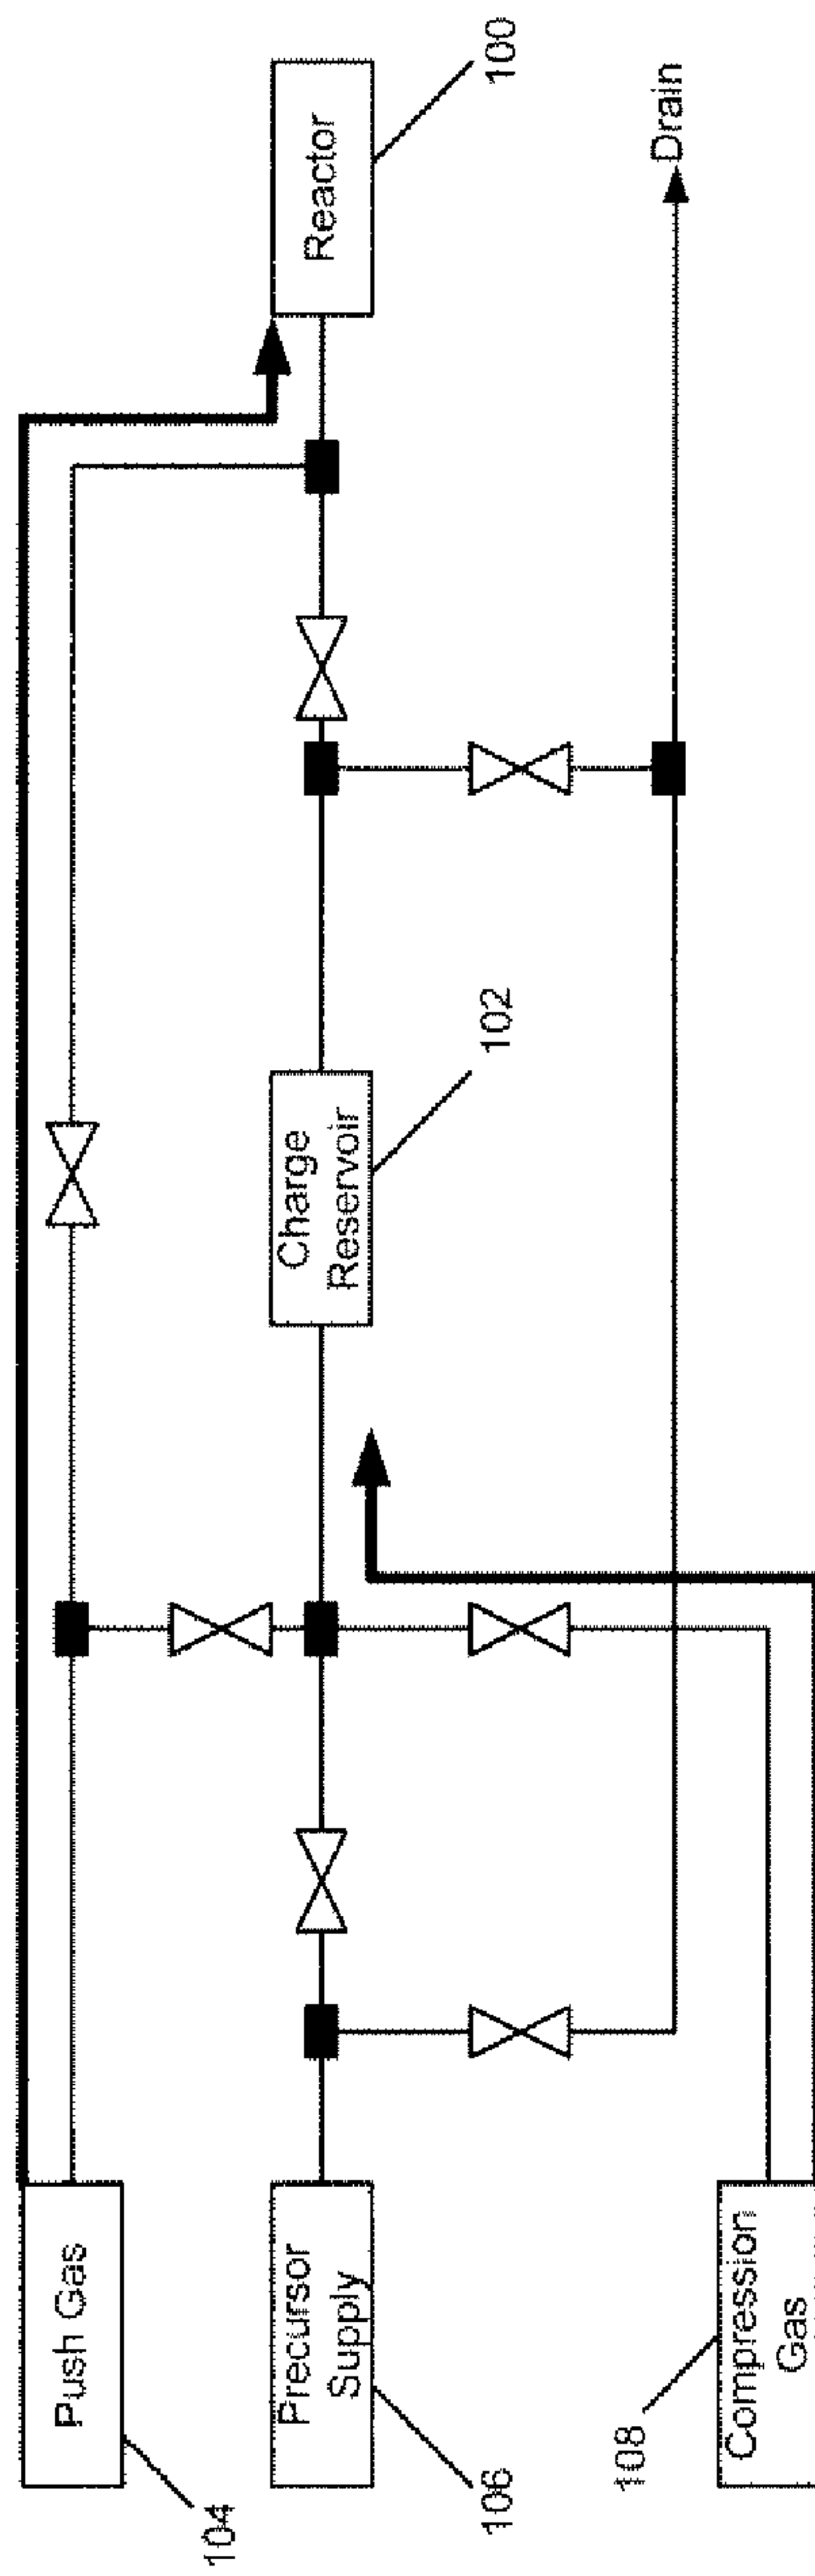 Push Gas
104
Precursor
Supply
106
108
Compression
Gas
Charge
Reservoir
102
Reactor
100
Drain